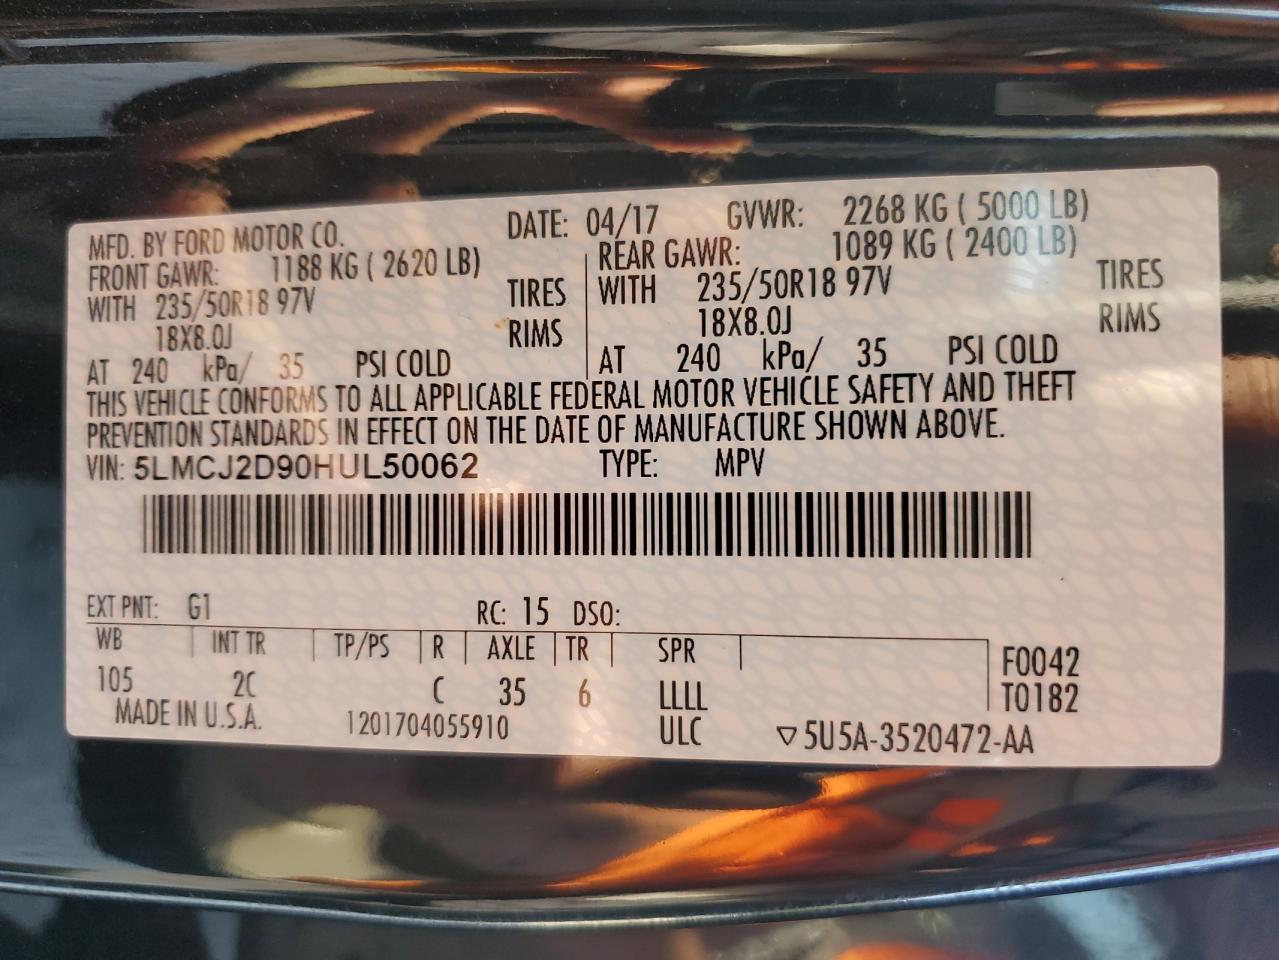 MFD. BY FORD MOTOR CO. DATE: 04/17 GVWR: 2268 KG ( 5000 LB)
FRONT GAWR: 1188 KG ( 2620 LB) REAR GAWR: 1089 KG ( 2400 LB)
WITH 235/50R18 97V TIRES WITH 235/50R18 97V TIRES
18X8.0J RIMS 18X8.0J RIMS
AT 240 kPa/ 35 PSI COLD AT 240 kPa/ 35 PSI COLD
THIS VEHICLE CONFORMS TO ALL APPLICABLE FEDERAL MOTOR VEHICLE SAFETY AND THEFT
PREVENTION STANDARDS IN EFFECT ON THE DATE OF MANUFACTURE SHOWN ABOVE.
VIN: 5LMCJ2D90HUL50062 TYPE: MPV
EXT PNT: G1 RC: 15 DSO:
WB INT TR TP/PS R AXLE TR SPR F0042
105 2C C 35 6 LLLL T0182
MADE IN U.S.A. 1201704055910 ULC ▽5U5A-3520472-AA